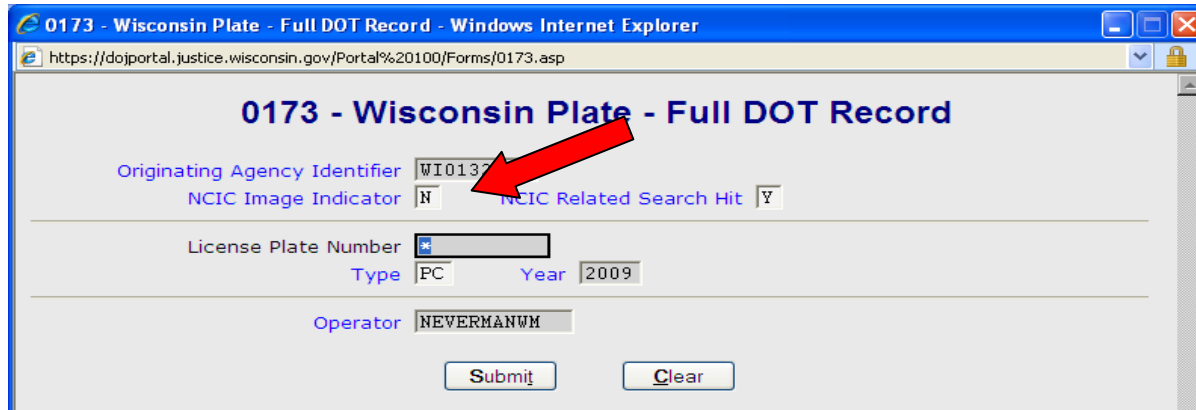 0173 - Wisconsin Plate - Full DOT Record - Windows Internet Explorer
https://dojportal.justice.wisconsin.gov/Portal%20100/Forms/0173.asp
0173 - Wisconsin Plate - Full DOT Record
Originating Agency Identifier WI0132
NCIC Image Indicator N NCIC Related Search Hit Y
License Plate Number *
Type PC Year 2009
Operator NEVERMANWM
Submit Clear